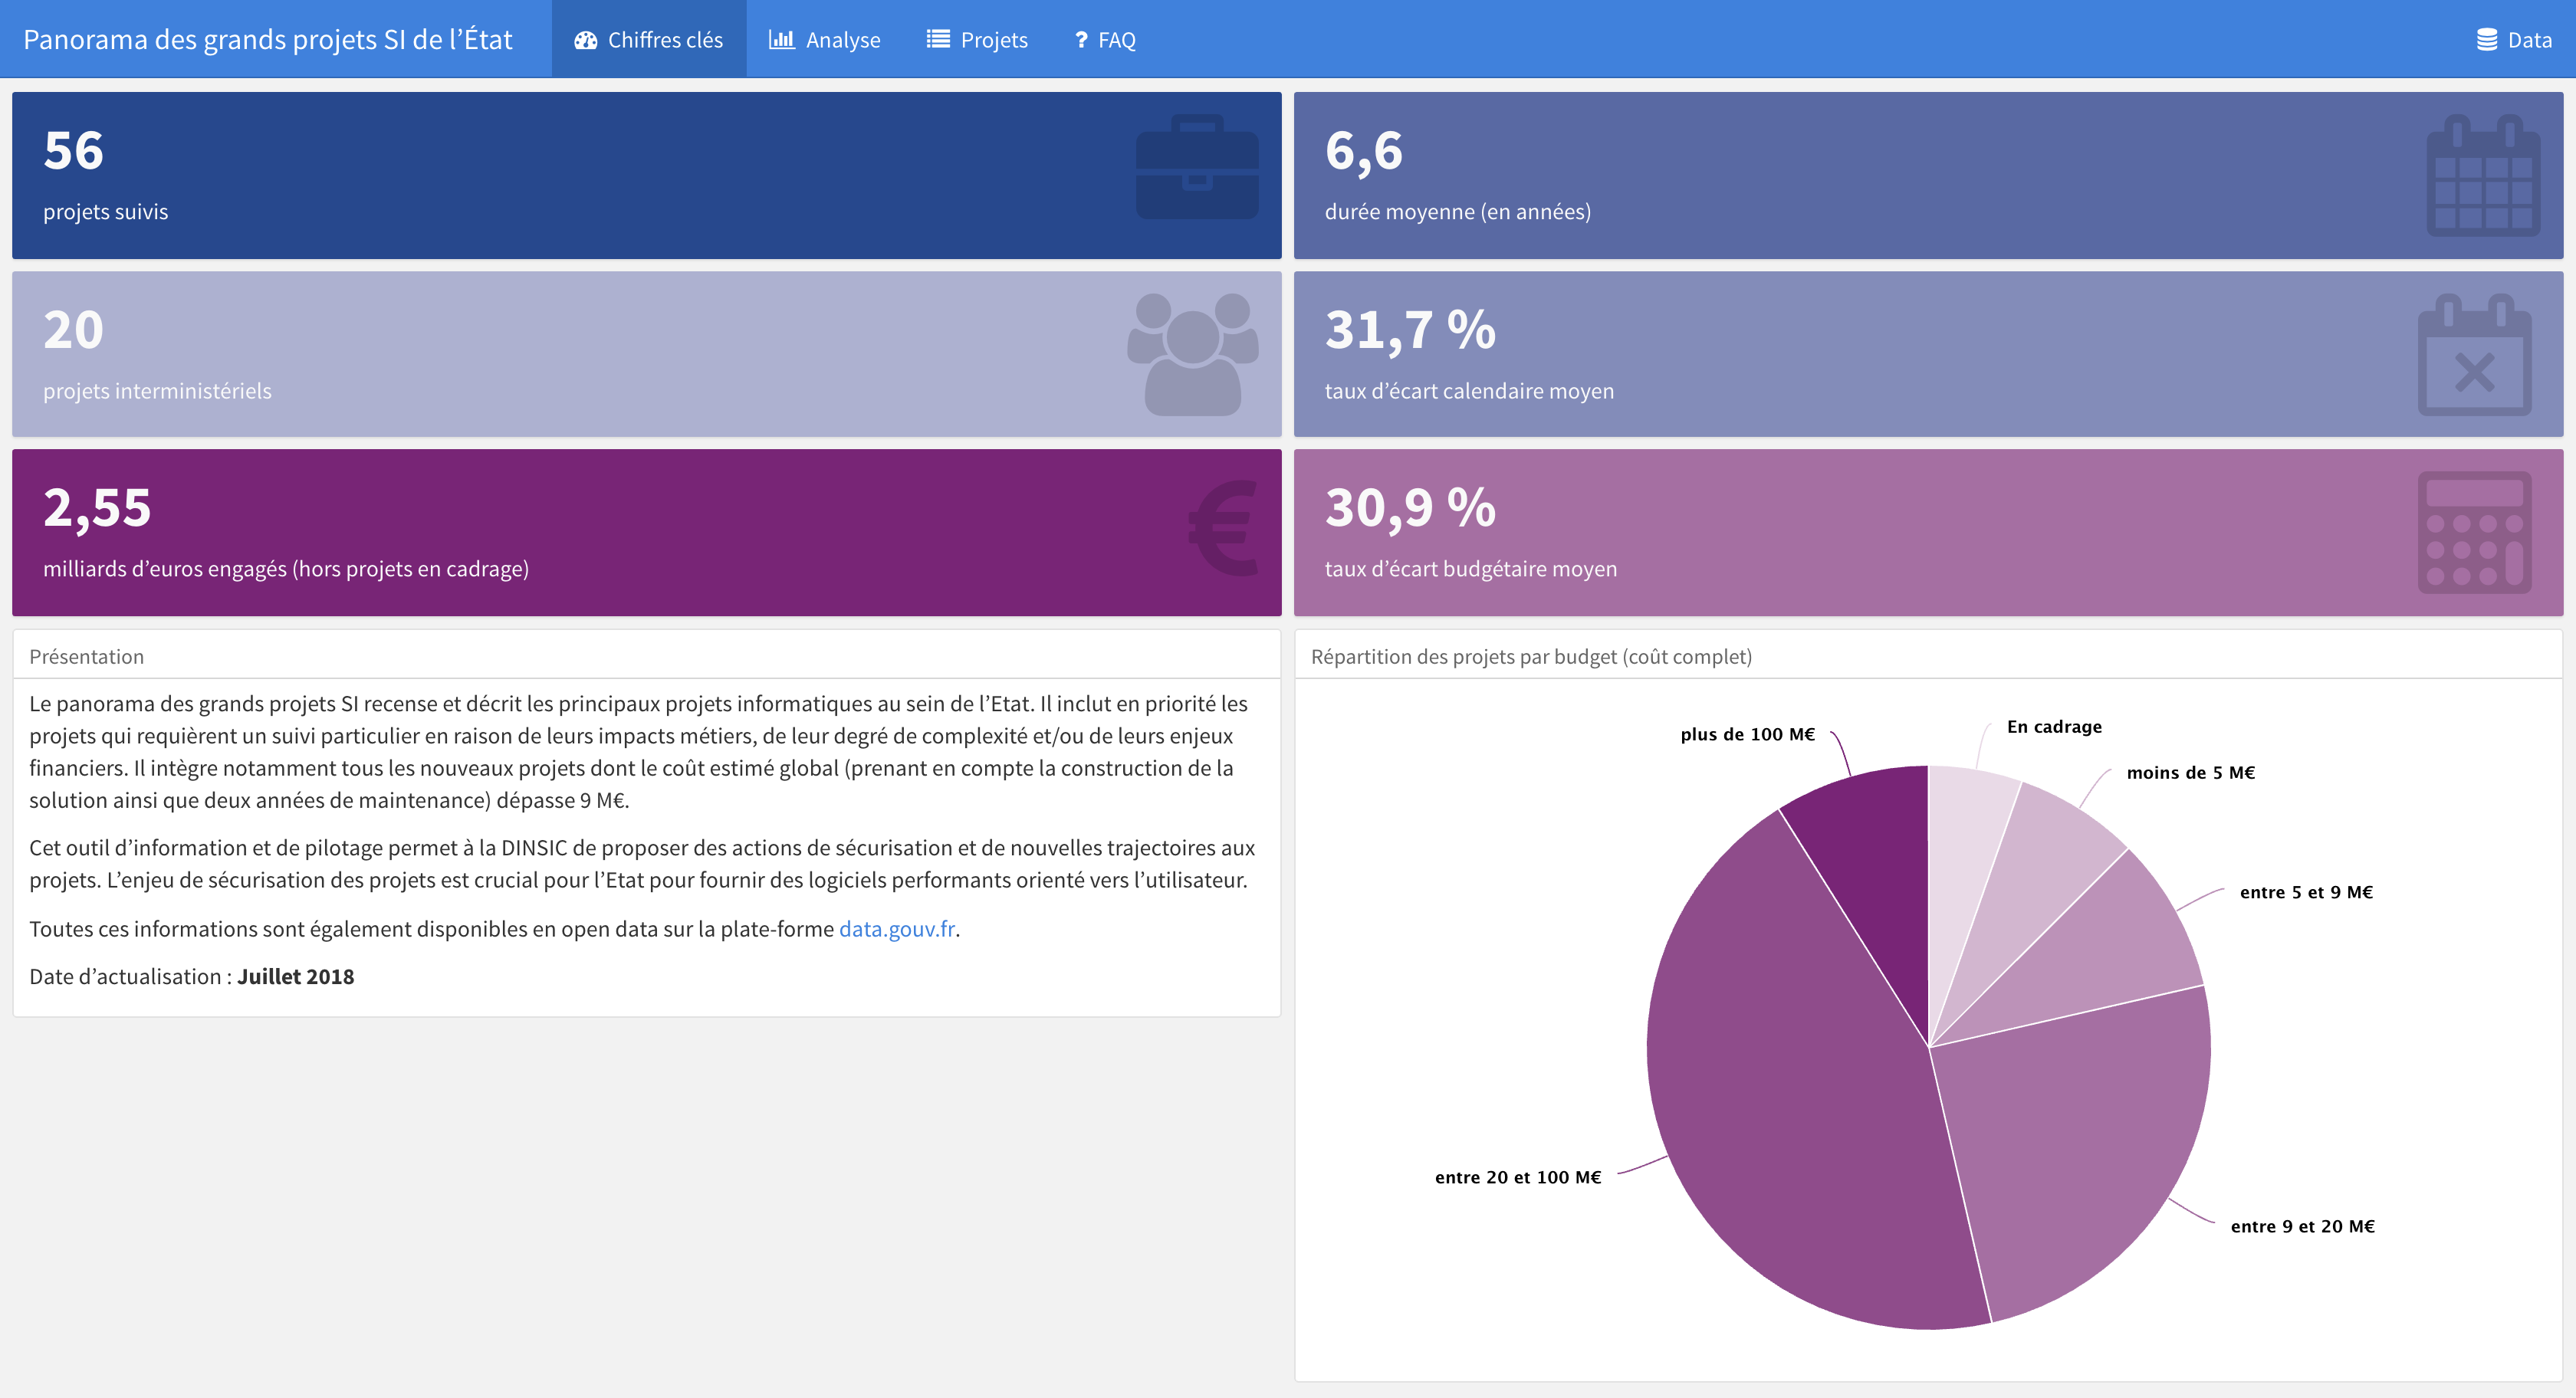 Panorama des grands projets SI de l’État
Chiffres clés
Analyse
Projets
? FAQ
Data
56
projets suivis
6,6
durée moyenne (en années)
20
projets interministériels
31,7 %
taux d’écart calendaire moyen
2,55
milliards d’euros engagés (hors projets en cadrage)
€
30,9 %
taux d’écart budgétaire moyen
Présentation
Le panorama des grands projets SI recense et décrit les principaux projets informatiques au sein de l’Etat. Il inclut en priorité les
projets qui requièrent un suivi particulier en raison de leurs impacts métiers, de leur degré de complexité et/ou de leurs enjeux
financiers. Il intègre notamment tous les nouveaux projets dont le coût estimé global (prenant en compte la construction de la
solution ainsi que deux années de maintenance) dépasse 9 M€.
Cet outil d’information et de pilotage permet à la DINSIC de proposer des actions de sécurisation et de nouvelles trajectoires aux
projets. L’enjeu de sécurisation des projets est crucial pour l’Etat pour fournir des logiciels performants orienté vers l’utilisateur.
Toutes ces informations sont également disponibles en open data sur la plate-forme data.gouv.fr.
Date d’actualisation : Juillet 2018
Répartition des projets par budget (coût complet)
En cadrage
plus de 100 M€
moins de 5 M€
entre 5 et 9 M€
entre 20 et 100 M€
entre 9 et 20 M€